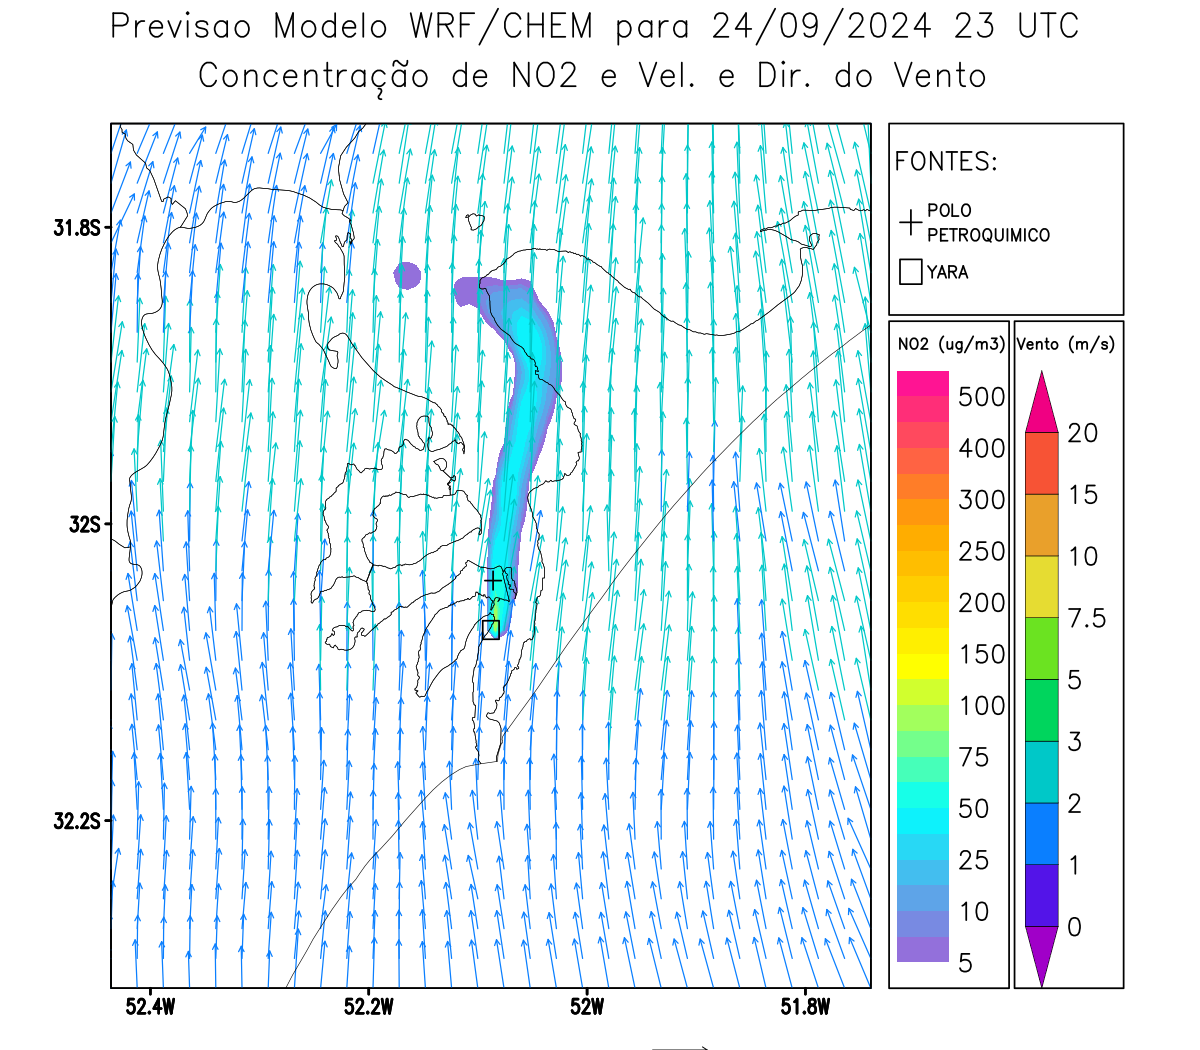 Previsao Modelo WRF/CHEM para 24/09/2024 23 UTC
Concentração de NO2 e Vel. e Dir. do Vento
FONTES:
POLO
PETROQUIMICO
YARA
31.8S
32S
32.2S
52.4W
52.2W
52W
51.8W
NO2 (ug/m3)
500
400
300
250
200
150
100
75
50
25
10
5
Vento (m/s)
20
15
10
7.5
5
3
2
1
0